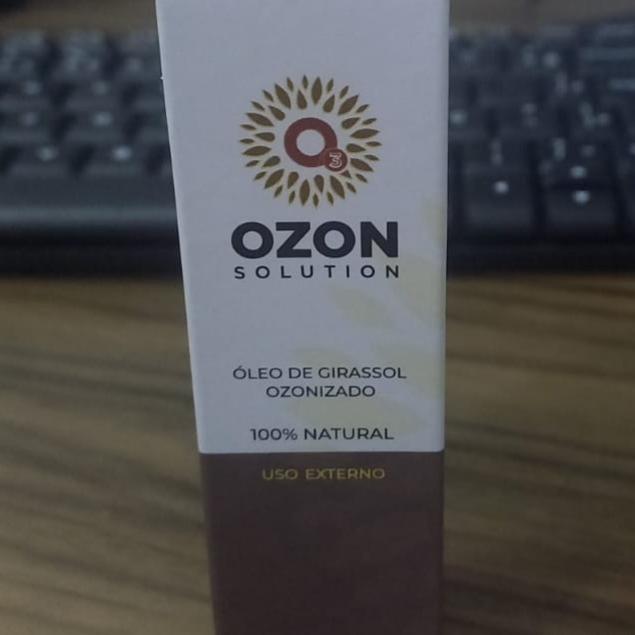 O3
OZON
SOLUTION
ÓLEO DE GIRASSOL
OZONIZADO
100% NATURAL
USO EXTERNO